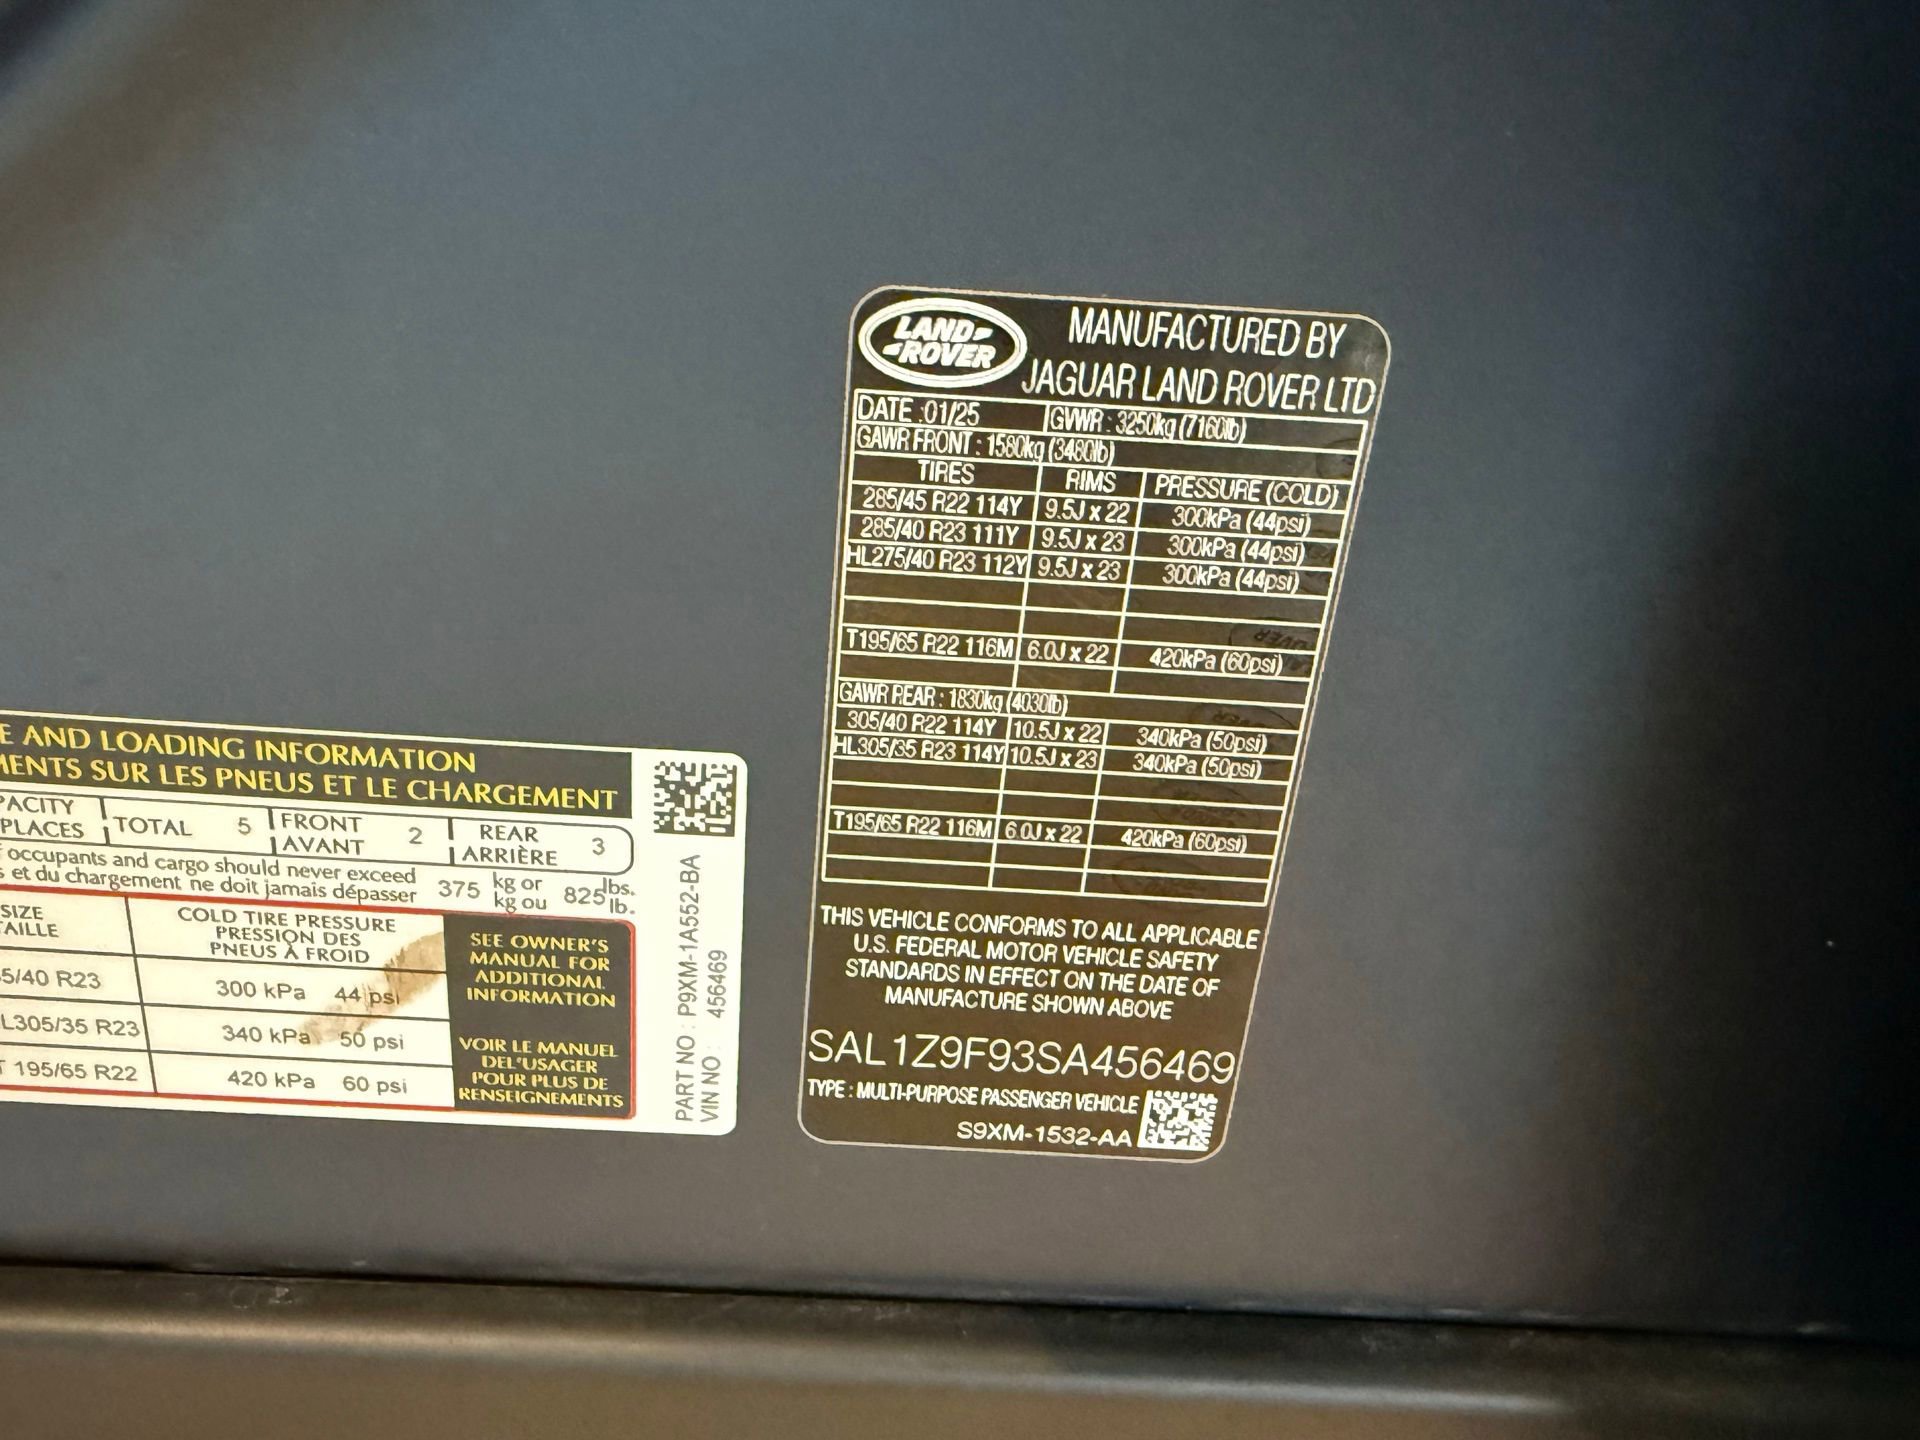 E AND LOADING INFORMATION
MENTS SUR LES PNEUS ET LE CHARGEMENT
PACITY
PLACES
TOTAL 5
FRONT
AVANT
2
REAR
ARRIÈRE
3
occupants and cargo should never exceed
et du chargement ne doit jamais dépasser
375 kg or
kg ou
825 lbs.
lb.
SIZE
AILLE
COLD TIRE PRESSURE
PRESSION DES
PNEUS À FROID
5/40 R23 300 kPa 44 psi
L305/35 R23 340 kPa 50 psi
T 195/65 R22 420 kPa 60 psi
SEE OWNER'S
MANUAL FOR
ADDITIONAL
INFORMATION
VOIR LE MANUEL
DEL'USAGER
POUR PLUS DE
RENSEIGNEMENTS
PART NO : P9XM-1A552-BA
VIN NO : 456469
LAND
ROVER
MANUFACTURED BY
JAGUAR LAND ROVER LTD
DATE :01/25 GVWR : 3250kg (7160lb)
GAWR FRONT : 1580kg (3480lb)
TIRES RIMS PRESSURE (COLD)
285/45 R22 114Y 9.5J x 22 300kPa (44psi)
285/40 R23 111Y 9.5J x 23 300kPa (44psi)
HL275/40 R23 112Y 9.5J x 23 300kPa (44psi)
T195/65 R22 116M 6.0J x 22 420kPa (60psi)
GAWR REAR : 1830kg (4030lb)
305/40 R22 114Y 10.5J x 22 340kPa (50psi)
HL305/35 R23 114Y 10.5J x 23 340kPa (50psi)
T195/65 R22 116M 6.0J x 22 420kPa (60psi)
THIS VEHICLE CONFORMS TO ALL APPLICABLE
U.S. FEDERAL MOTOR VEHICLE SAFETY
STANDARDS IN EFFECT ON THE DATE OF
MANUFACTURE SHOWN ABOVE
SAL1Z9F93SA456469
TYPE : MULTI-PURPOSE PASSENGER VEHICLE
S9XM-1532-AA